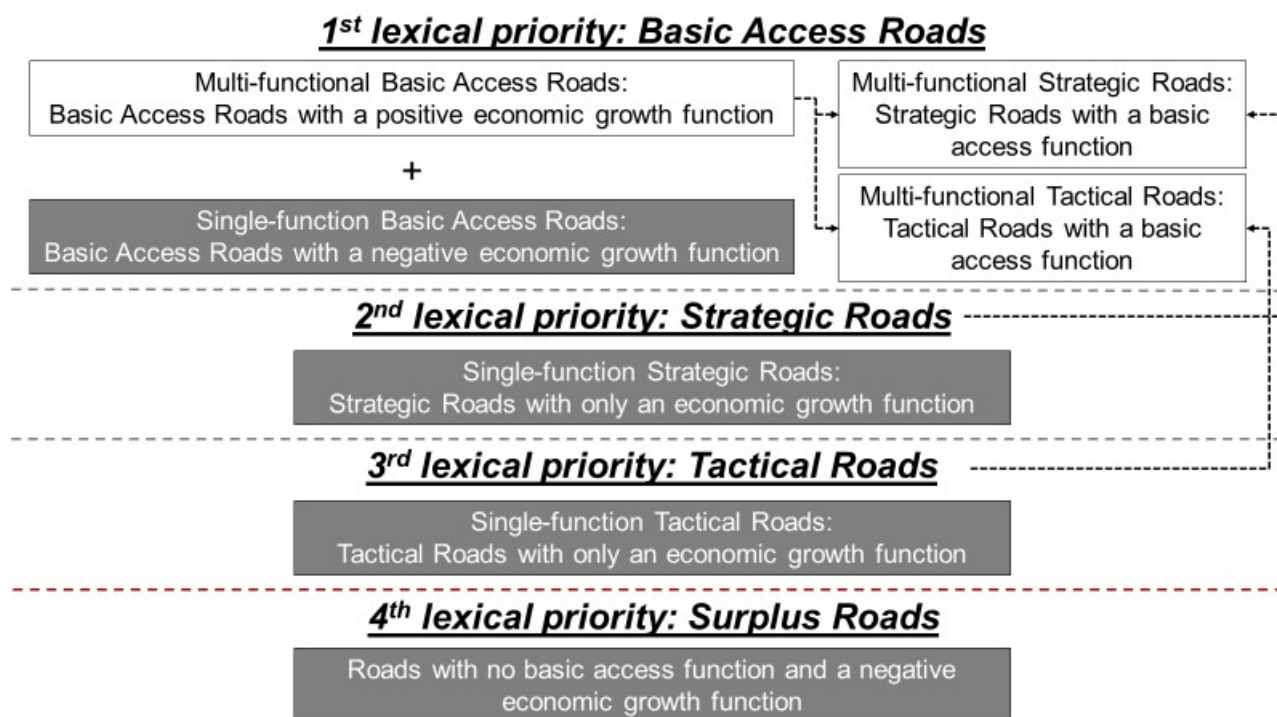 1st lexical priority: Basic Access Roads
Multi-functional Basic Access Roads:
Basic Access Roads with a positive economic growth function
+
Single-function Basic Access Roads:
Basic Access Roads with a negative economic growth function
Multi-functional Strategic Roads:
Strategic Roads with a basic
access function
Multi-functional Tactical Roads:
Tactical Roads with a basic
access function
2nd lexical priority: Strategic Roads
Single-function Strategic Roads:
Strategic Roads with only an economic growth function
3rd lexical priority: Tactical Roads
Single-function Tactical Roads:
Tactical Roads with only an economic growth function
4th lexical priority: Surplus Roads
Roads with no basic access function and a negative
economic growth function